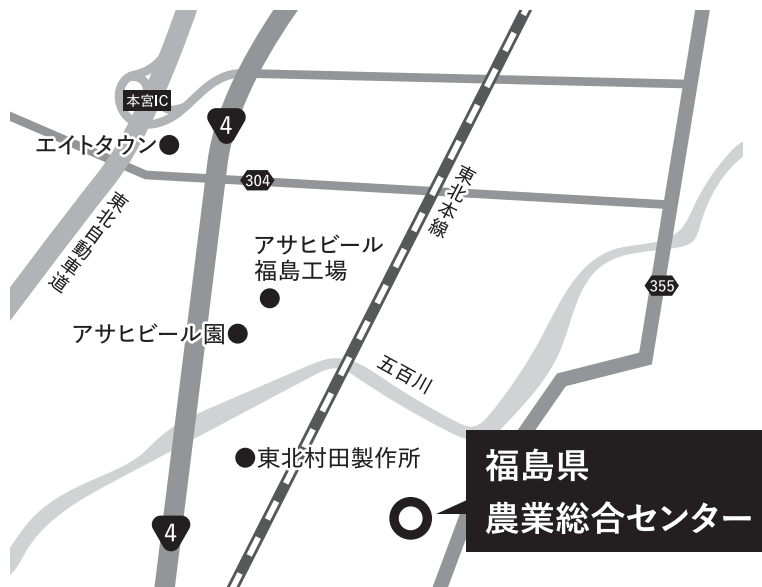 本宮IC
4
エイトタウン
304
東北本線
東北自動車道
アサヒビール
福島工場
355
アサヒビール園
五百川
東北村田製作所
福島県
農業総合センター
4